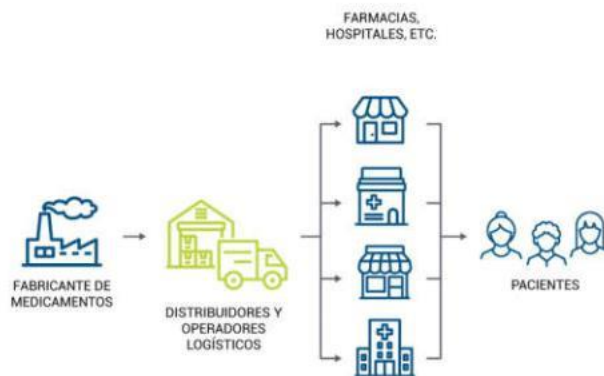 FARMACIAS,
HOSPITALES, ETC.
FABRICANTE DE
MEDICAMENTOS
DISTRIBUIDORES Y
OPERADORES
LOGÍSTICOS
PACIENTES